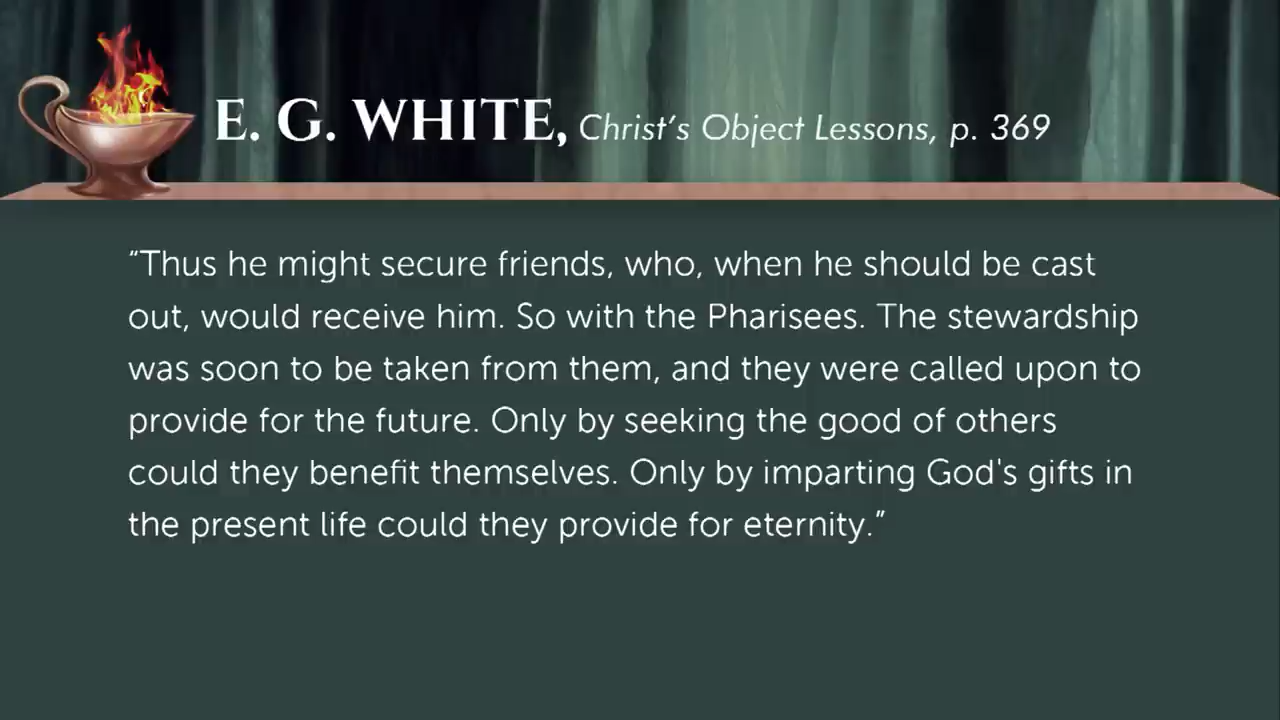 E. G. WHITE, Christ’s Object Lessons, p. 369
“Thus he might secure friends, who, when he should be cast
out, would receive him. So with the Pharisees. The stewardship
was soon to be taken from them, and they were called upon to
provide for the future. Only by seeking the good of others
could they benefit themselves. Only by imparting God's gifts in
the present life could they provide for eternity.”